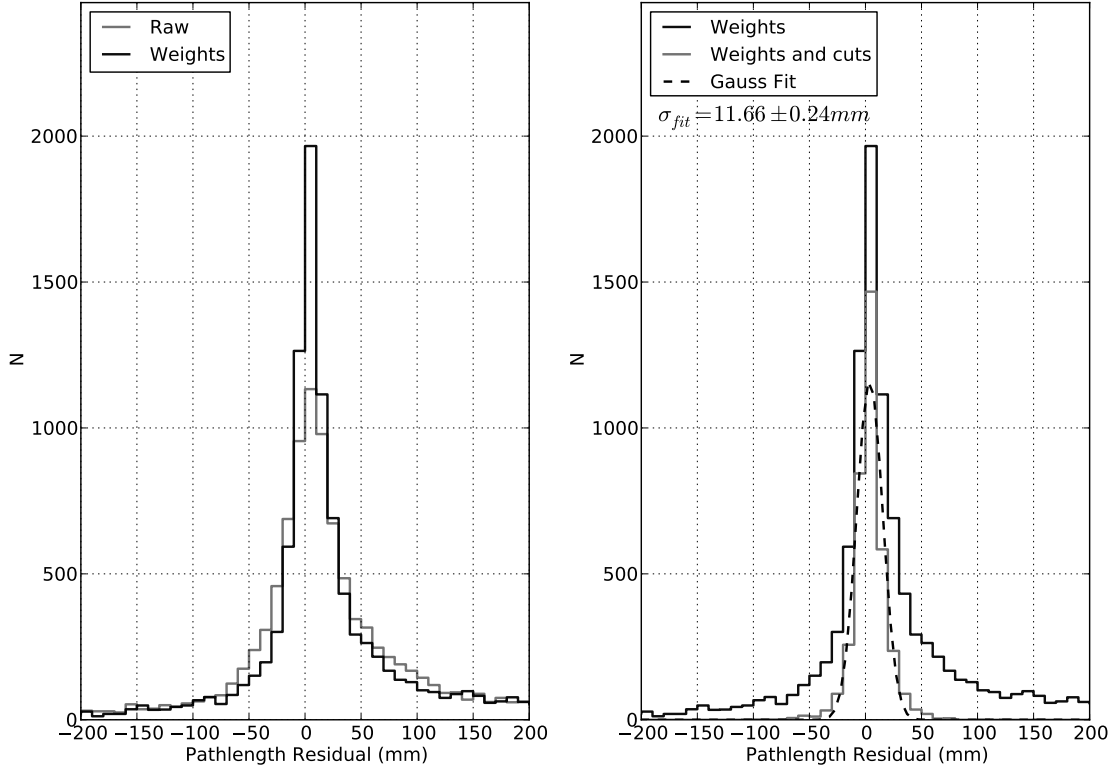 Raw
Weights
2000
1500
1000
500
0
N
−200 −150 −100 −50 0 50 100 150 200
Pathlength Residual (mm)
Weights
Weights and cuts
Gauss Fit
σfit=11.66±0.24mm
2000
1500
1000
500
0
N
−200 −150 −100 −50 0 50 100 150 200
Pathlength Residual (mm)